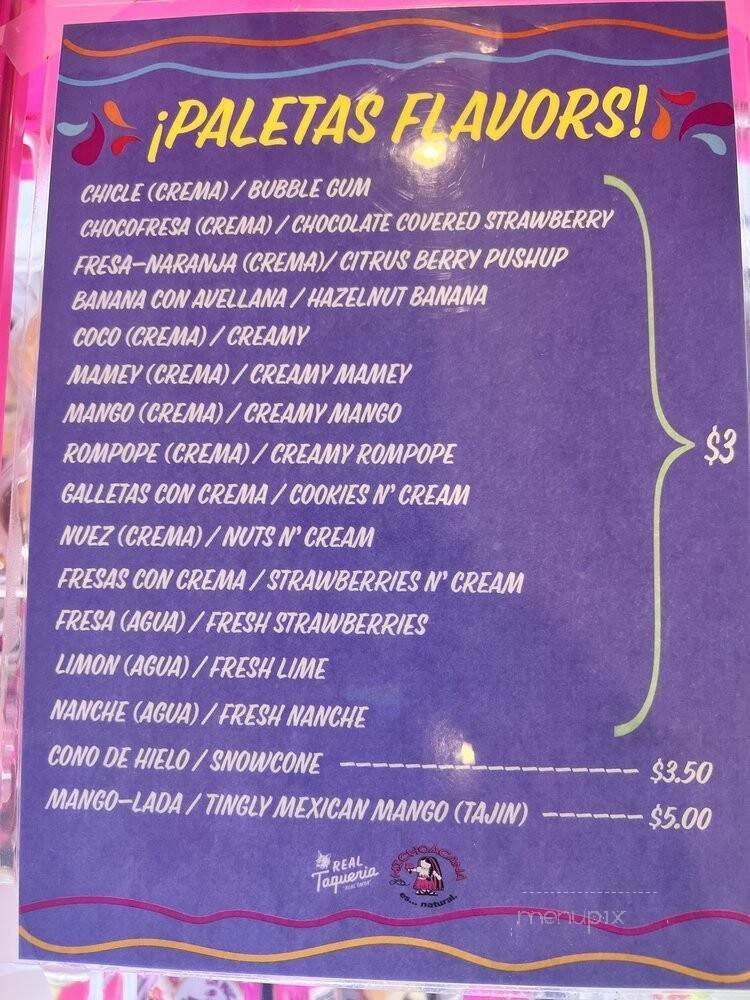 ¡PALETAS FLAVORS!
CHICLE (CREMA) / BUBBLE GUM
CHOCOFRESA (CREMA) / CHOCOLATE COVERED STRAWBERRY
FRESA-NARANJA (CREMA)/ CITRUS BERRY PUSHUP
BANANA CON AVELLANA / HAZELNUT BANANA
COCO (CREMA) / CREAMY
MAMEY (CREMA) / CREAMY MAMEY
MANGO (CREMA) / CREAMY MANGO
ROMPOPE (CREMA) / CREAMY ROMPOPE
$3
GALLETAS CON CREMA / COOKIES N' CREAM
NUEZ (CREMA) / NUTS N' CREAM
FRESAS CON CREMA / STRAWBERRIES N' CREAM
FRESA (AGUA) / FRESH STRAWBERRIES
LIMON (AGUA) / FRESH LIME
NANCHE (AGUA) / FRESH NANCHE
CONO DE HIELO / SNOWCONE $3.50
MANGO-LADA / TINGLY MEXICAN MANGO (TAJIN) $5.00
REAL
Taqueria
MICHOACANA
es... natural.
menupix